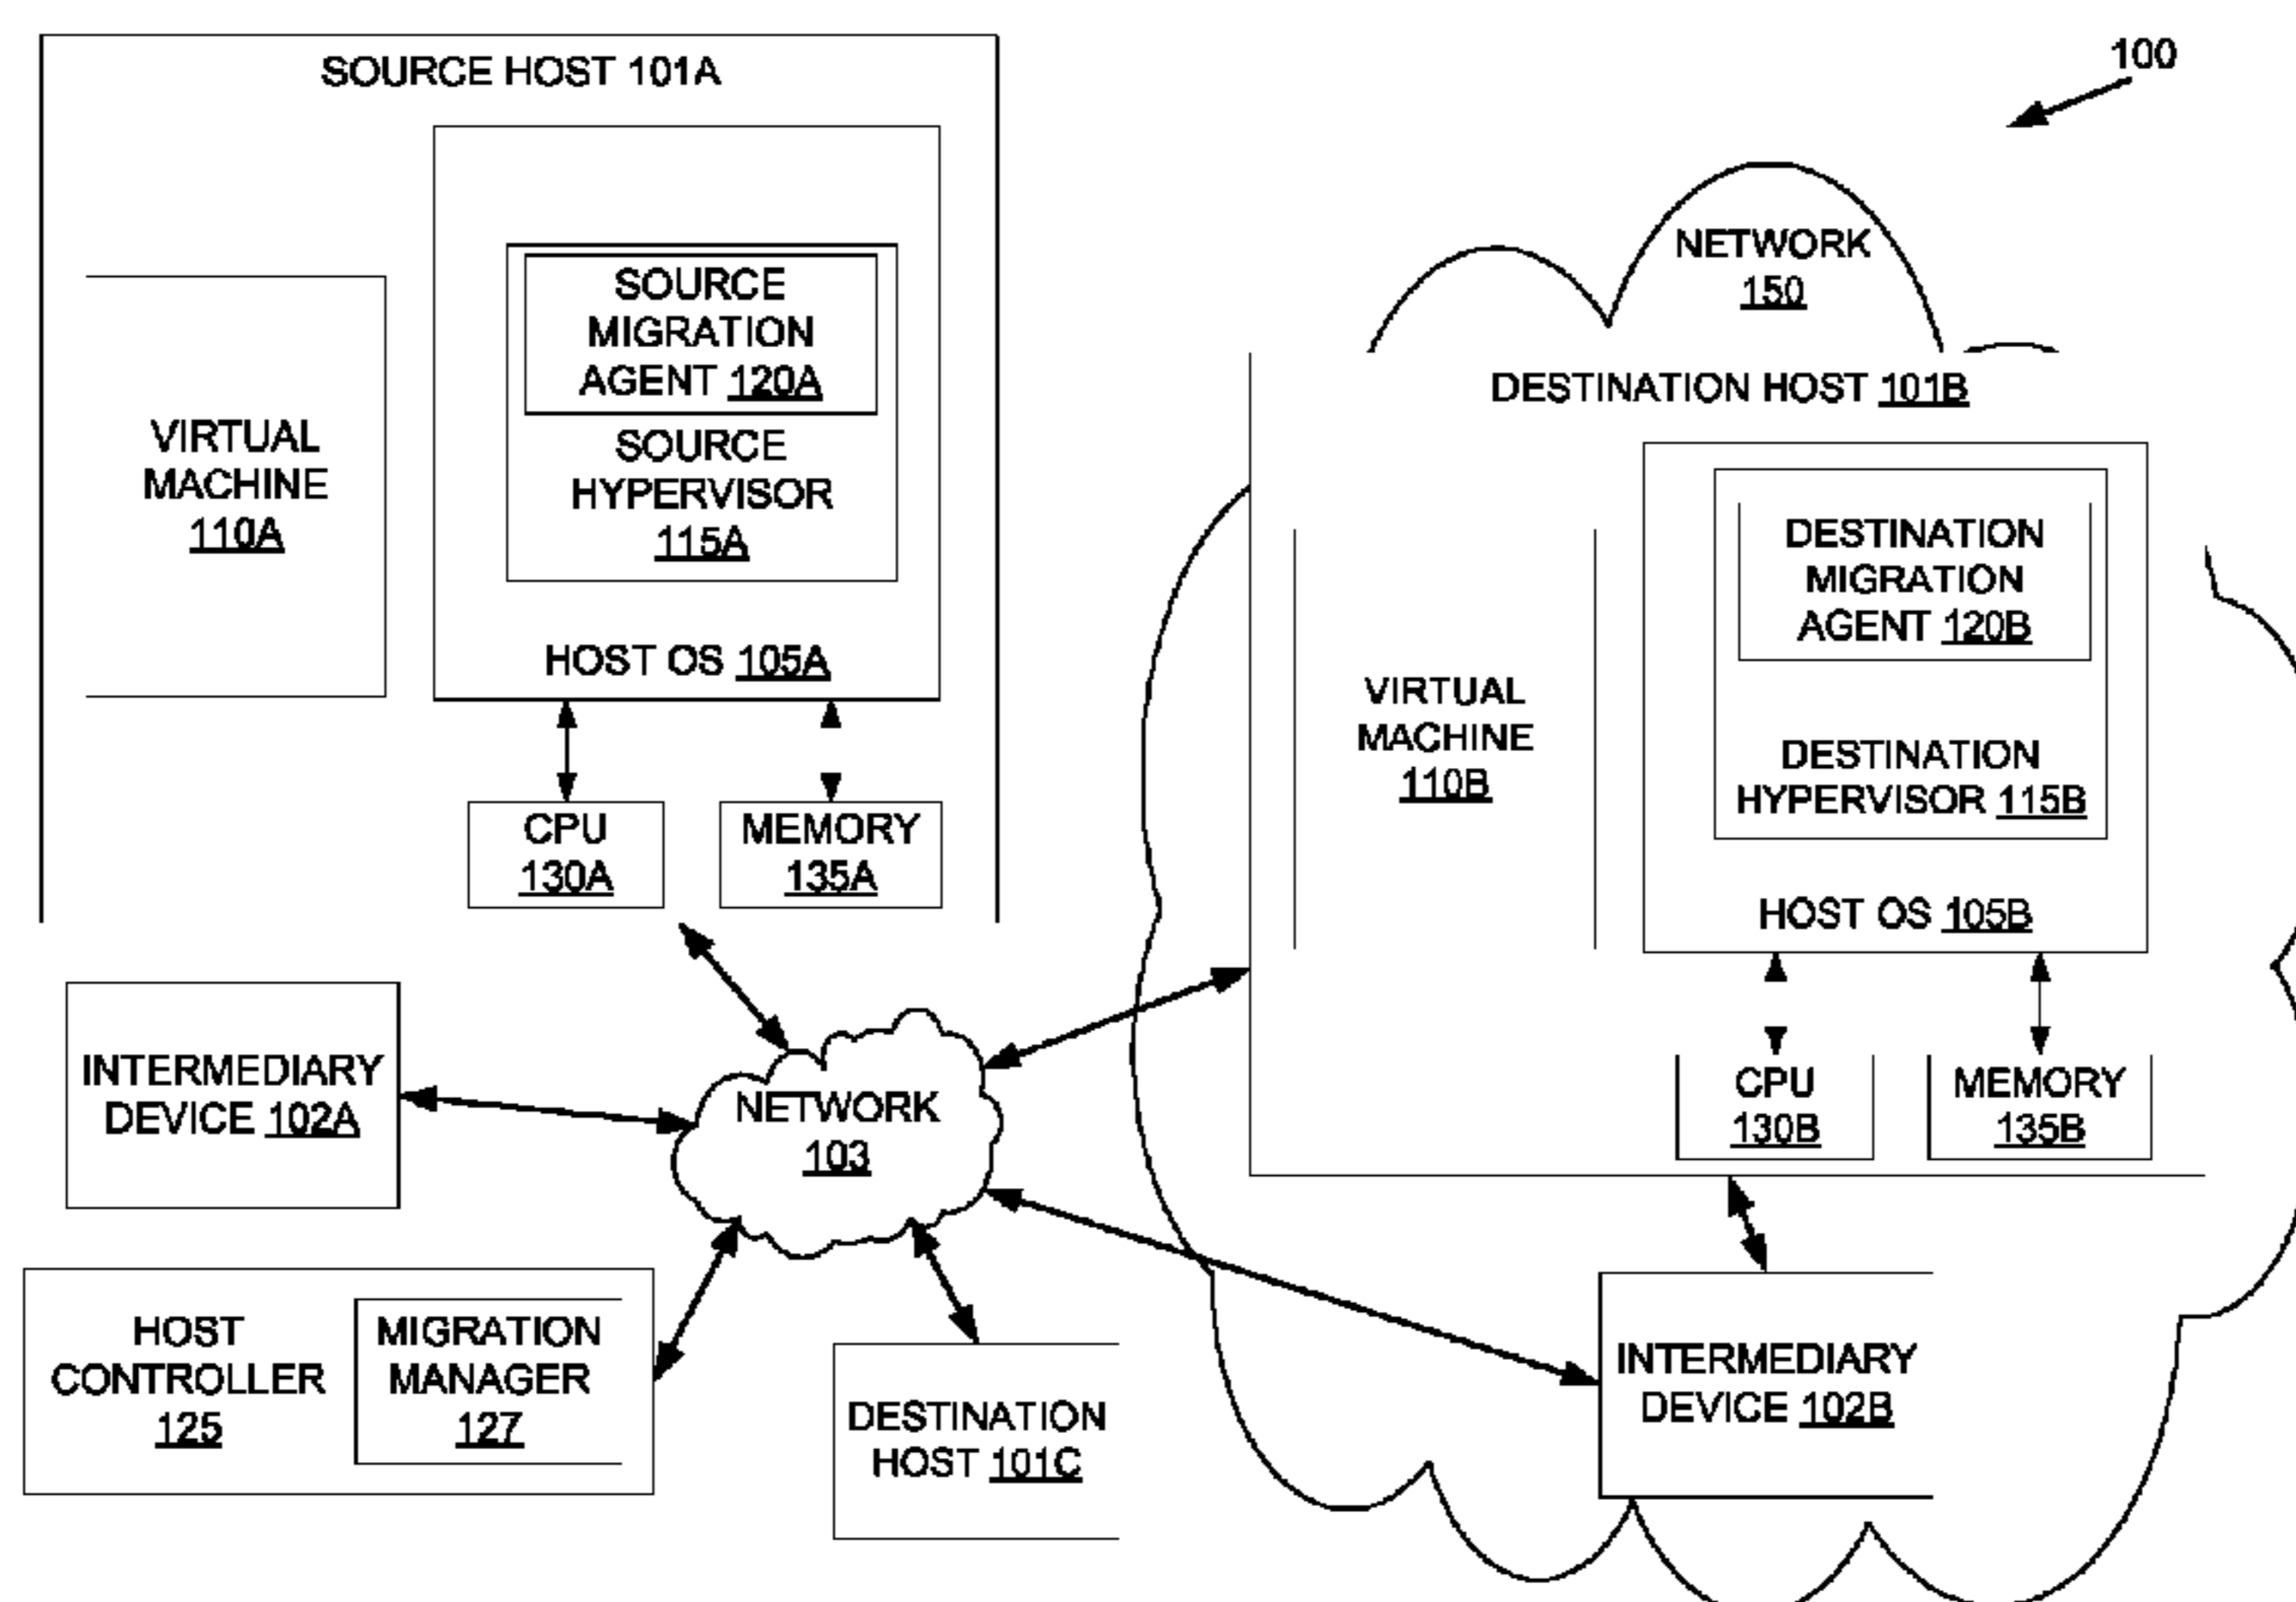 SOURCE HOST 101A
100
SOURCE
MIGRATION
AGENT 120A
SOURCE
HYPERVISOR
115A
HOST OS 105A
VIRTUAL
MACHINE
110A
CPU
130A
MEMORY
135A
NETWORK
150
DESTINATION HOST 101B
DESTINATION
MIGRATION
AGENT 120B
DESTINATION
HYPERVISOR 115B
HOST OS 105B
VIRTUAL
MACHINE
110B
CPU
130B
MEMORY
135B
INTERMEDIARY
DEVICE 102A
NETWORK
103
HOST
CONTROLLER
125
MIGRATION
MANAGER
127
DESTINATION
HOST 101C
INTERMEDIARY
DEVICE 102B